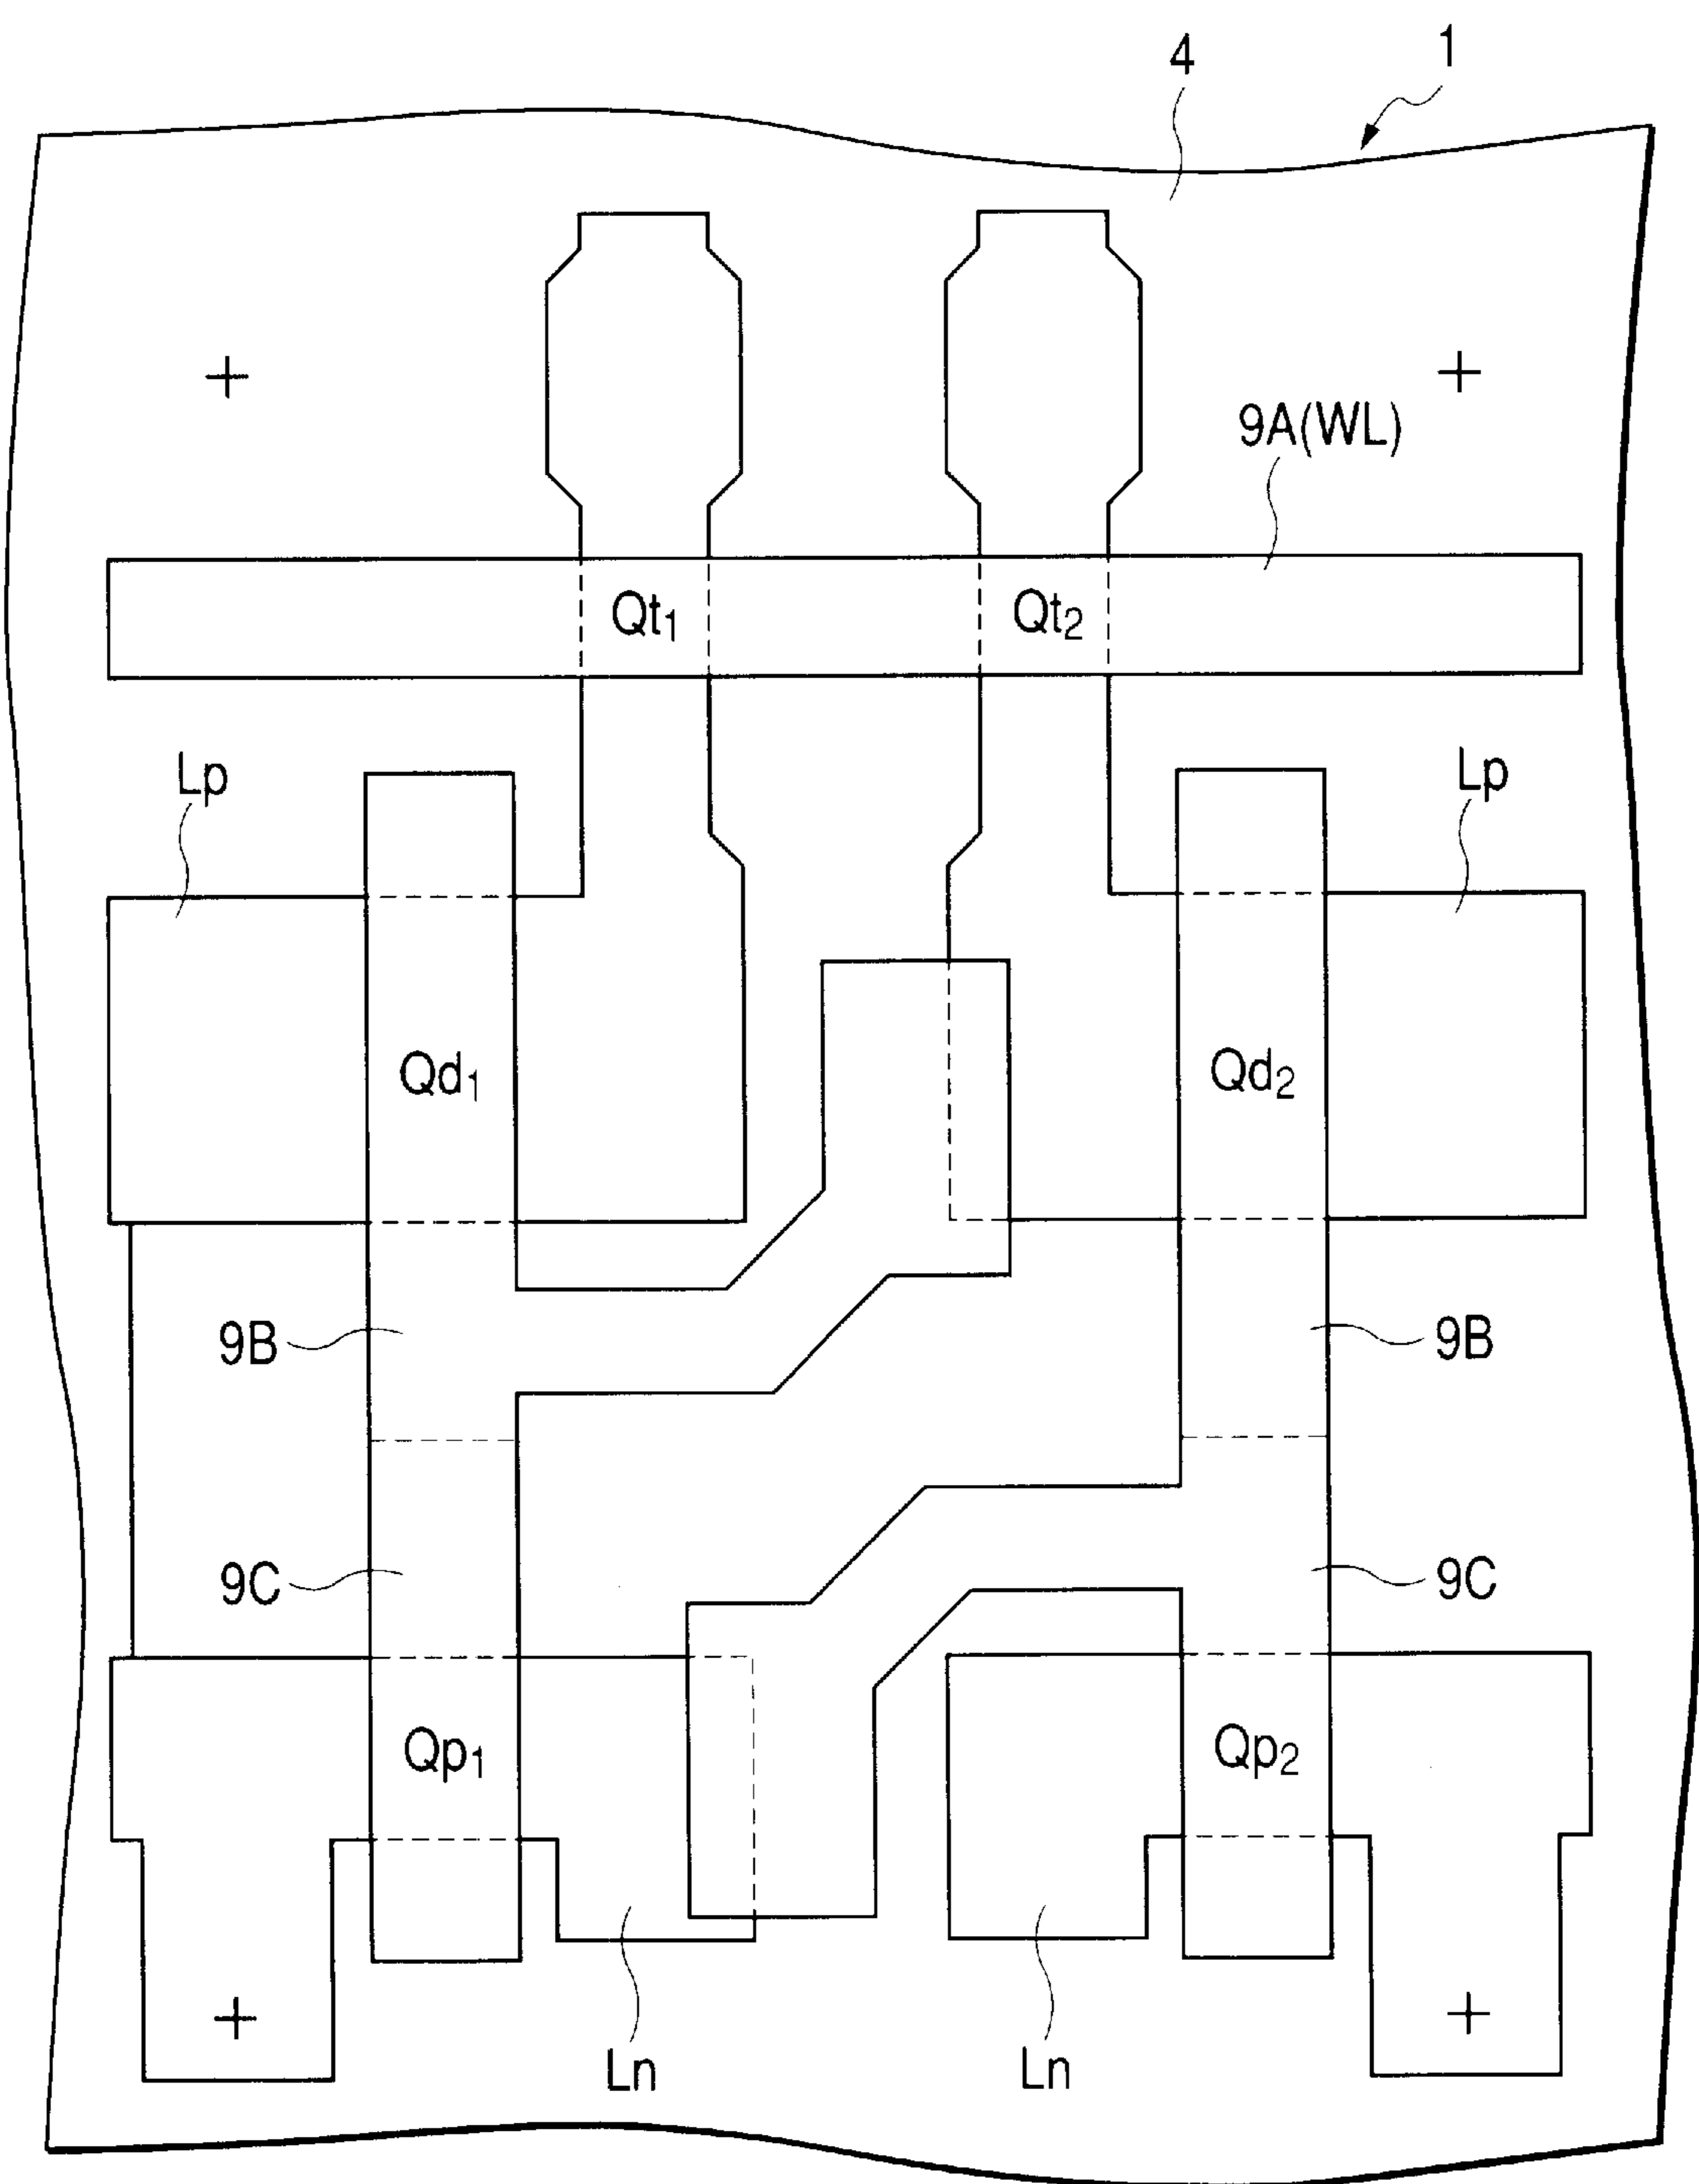 4 1
9A(WL)
Qt1 Qt2
Lp Lp
Qd1 Qd2
9B 9B
9C 9C
Qp1 Qp2
Ln Ln